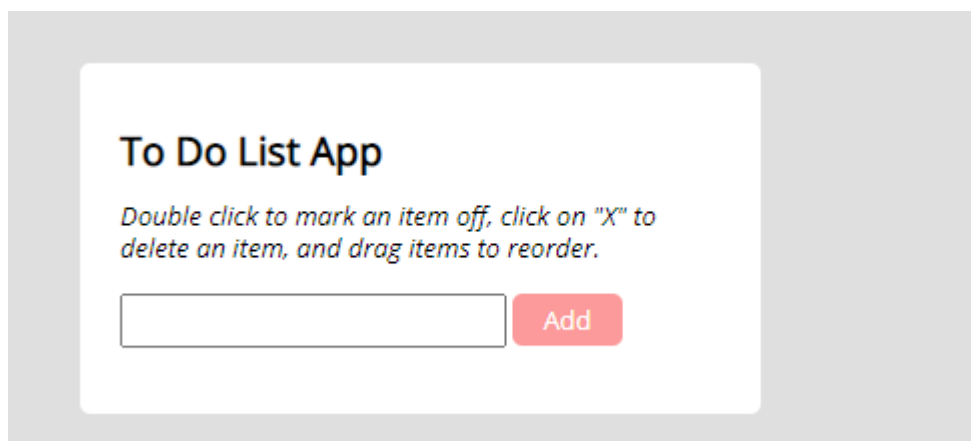 To Do List App
Double click to mark an item off, click on "X" to
delete an item, and drag items to reorder.
Add